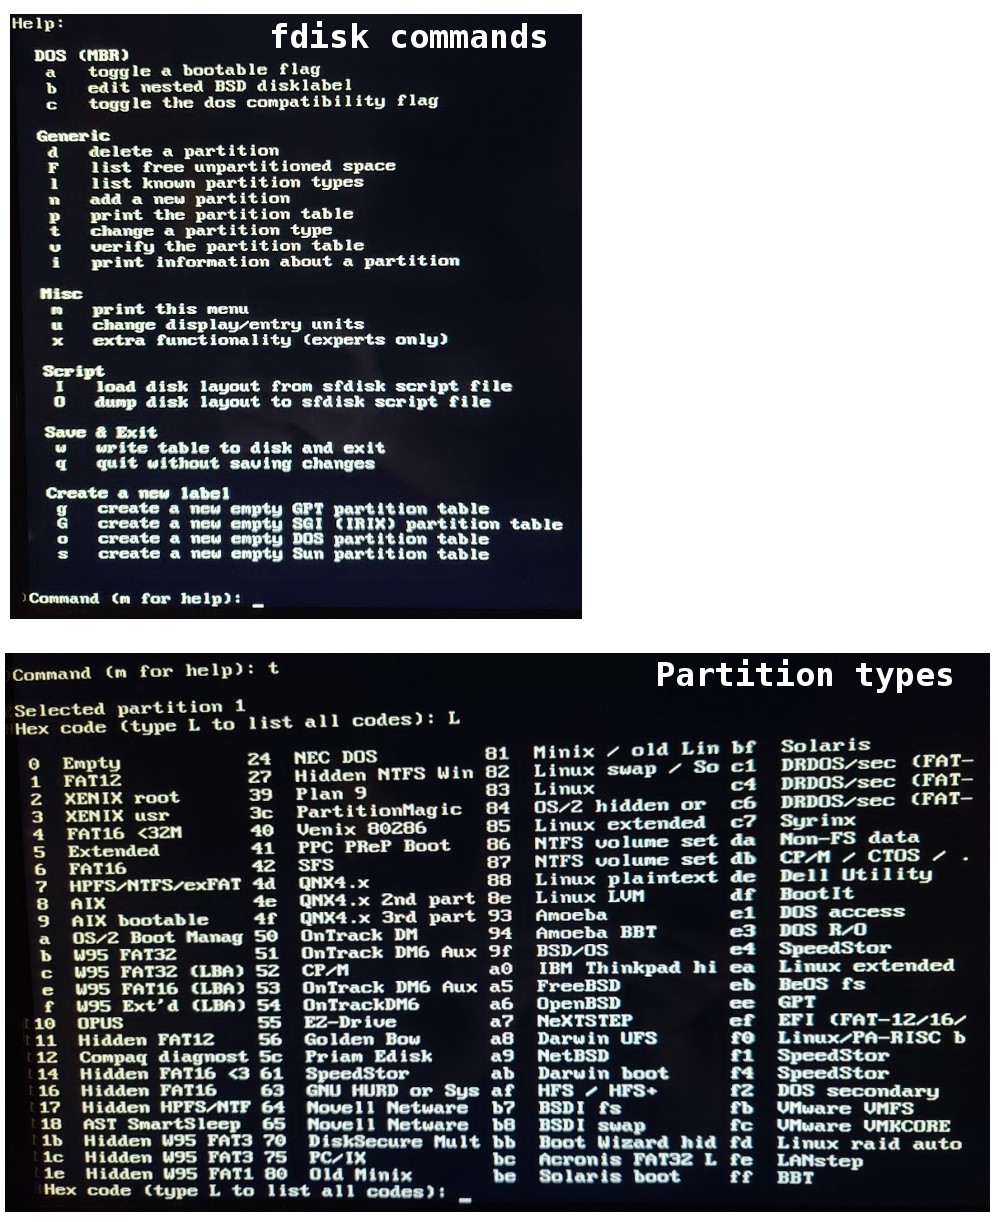 Help:
fdisk commands
DOS (MBR)
a toggle a bootable flag
b edit nested BSD disklabel
c toggle the dos compatibility flag
Generic
d delete a partition
F list free unpartitioned space
l list known partition types
n add a new partition
p print the partition table
t change a partition type
v verify the partition table
i print information about a partition
Misc
m print this menu
u change display/entry units
x extra functionality (experts only)
Script
I load disk layout from sfdisk script file
O dump disk layout to sfdisk script file
Save & Exit
w write table to disk and exit
q quit without saving changes
Create a new label
g create a new empty GPT partition table
G create a new empty SGI (IRIX) partition table
o create a new empty DOS partition table
s create a new empty Sun partition table
Command (m for help): _
Command (m for help): t
Partition types
Selected partition 1
Hex code (type L to list all codes): L
0 Empty 24 NEC DOS 81 Minix / old Lin bf Solaris
1 FAT12 27 Hidden NTFS Win 82 Linux swap / So c1 DRDOS/sec (FAT-
2 XENIX root 39 Plan 9 83 Linux c4 DRDOS/sec (FAT-
3 XENIX usr 3c PartitionMagic 84 OS/2 hidden or c6 DRDOS/sec (FAT-
4 FAT16 <32M 40 Venix 80286 85 Linux extended c7 Syrinx
5 Extended 41 PPC PReP Boot 86 NTFS volume set da Non-FS data
6 FAT16 42 SFS 87 NTFS volume set db CP/M / CTOS / .
7 HPFS/NTFS/exFAT 4d QNX4.x 88 Linux plaintext de Dell Utility
8 AIX 4e QNX4.x 2nd part 8e Linux LVM df BootIt
9 AIX bootable 4f QNX4.x 3rd part 93 Amoeba e1 DOS access
a OS/2 Boot Manag 50 OnTrack DM 94 Amoeba BBT e3 DOS R/O
b W95 FAT32 51 OnTrack DM6 Aux 9f BSD/OS e4 SpeedStor
c W95 FAT32 (LBA) 52 CP/M a0 IBM Thinkpad hi ea Linux extended
e W95 FAT16 (LBA) 53 OnTrack DM6 Aux a5 FreeBSD eb BeOS fs
f W95 Ext'd (LBA) 54 OnTrackDM6 a6 OpenBSD ee GPT
10 OPUS 55 EZ-Drive a7 NeXTSTEP ef EFI (FAT-12/16/
11 Hidden FAT12 56 Golden Bow a8 Darwin UFS f0 Linux/PA-RISC b
12 Compaq diagnost 5c Priam Edisk a9 NetBSD f1 SpeedStor
14 Hidden FAT16 <3 61 SpeedStor ab Darwin boot f4 SpeedStor
16 Hidden FAT16 63 GNU HURD or Sys af HFS / HFS+ f2 DOS secondary
17 Hidden HPFS/NTF 64 Novell Netware b7 BSDI fs fb VMware VMFS
18 AST SmartSleep 65 Novell Netware b8 BSDI swap fc VMware VMKCORE
1b Hidden W95 FAT3 70 DiskSecure Mult bb Boot Wizard hid fd Linux raid auto
1c Hidden W95 FAT3 75 PC/IX bc Acronis FAT32 L fe LANstep
1e Hidden W95 FAT1 80 Old Minix be Solaris boot ff BBT
Hex code (type L to list all codes): _